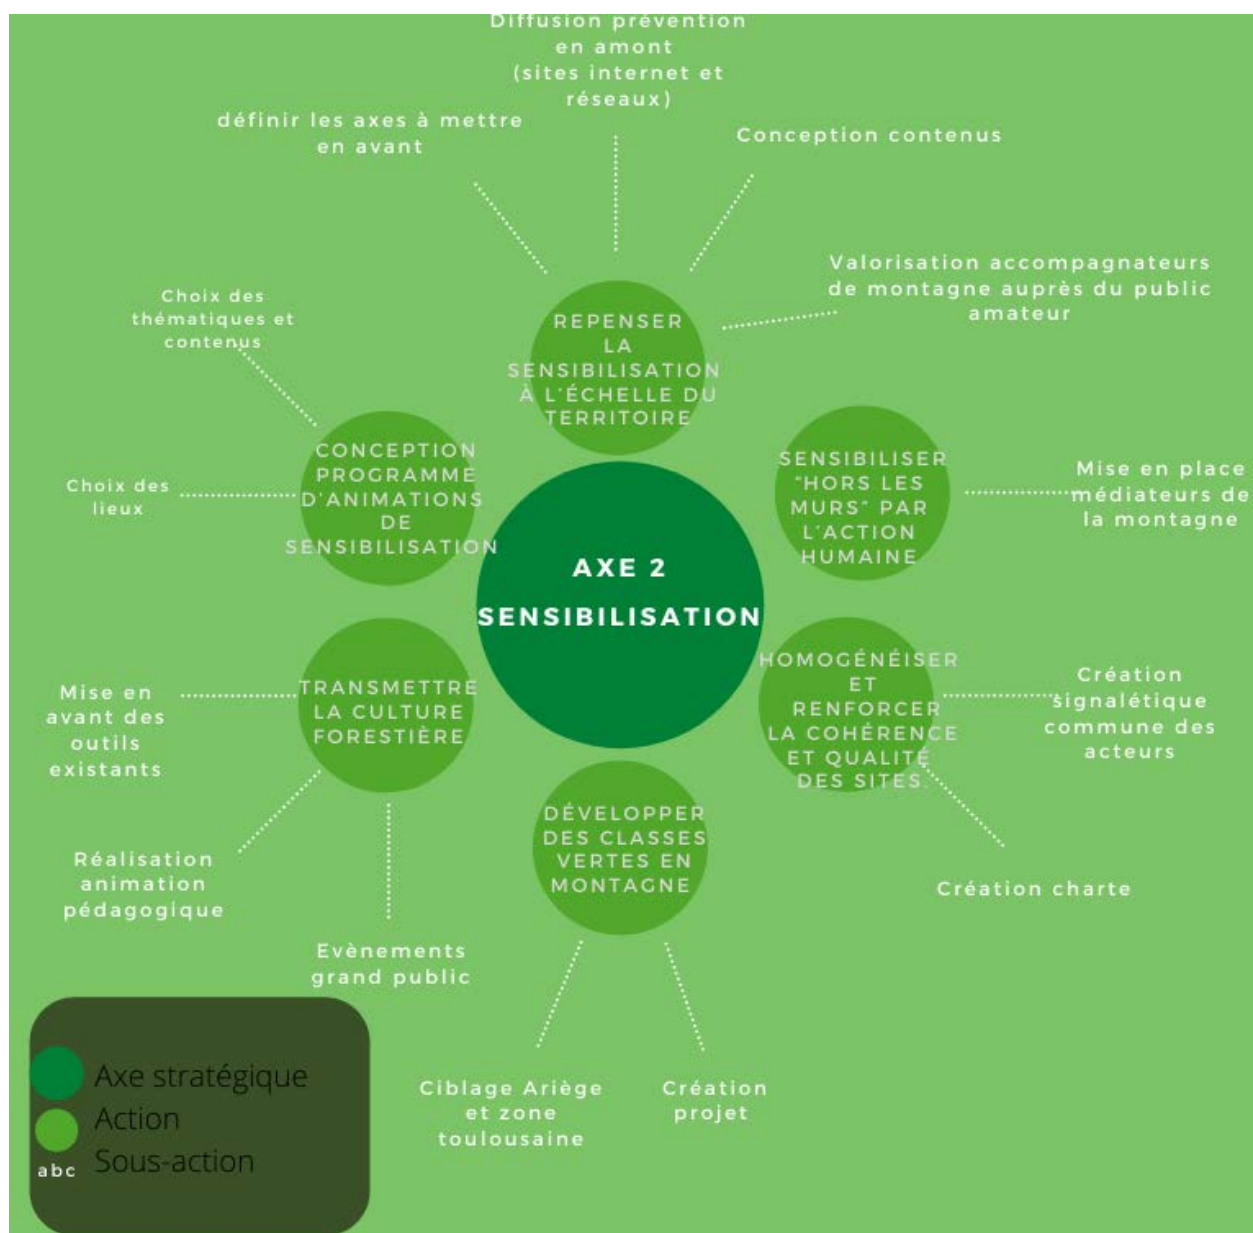 Diffusion prévention
en amont
(sites internet et
réseaux)
définir les axes à mettre
en avant
Conception contenus
Valorisation accompagnateurs
de montagne auprès du public
amateur
REPENSER
LA
SENSIBILISATION
À L'ÉCHELLE DU
TERRITOIRE
Choix des
thématiques et
contenus
CONCEPTION
PROGRAMME
D'ANIMATIONS
DE
SENSIBILISATION
Choix des
lieux
SENSIBILISER
"HORS LES
MURS" PAR
L'ACTION
HUMAINE
Mise en place
médiateurs de
la montagne
AXE 2
SENSIBILISATION
HOMOGÉNÉISER
ET
RENFORCER
LA COHÉRENCE
ET QUALITÉ
DES SITES.
Création
signalétique
commune des
acteurs
Création charte
TRANSMETTRE
LA CULTURE
FORESTIÈRE
Mise en
avant des
outils
existants
Réalisation
animation
pédagogique
Evènements
grand public
DÉVELOPPER
DES CLASSES
VERTES EN
MONTAGNE
Ciblage Ariège
et zone
toulousaine
Création
projet
Axe stratégique
Action
abc Sous-action